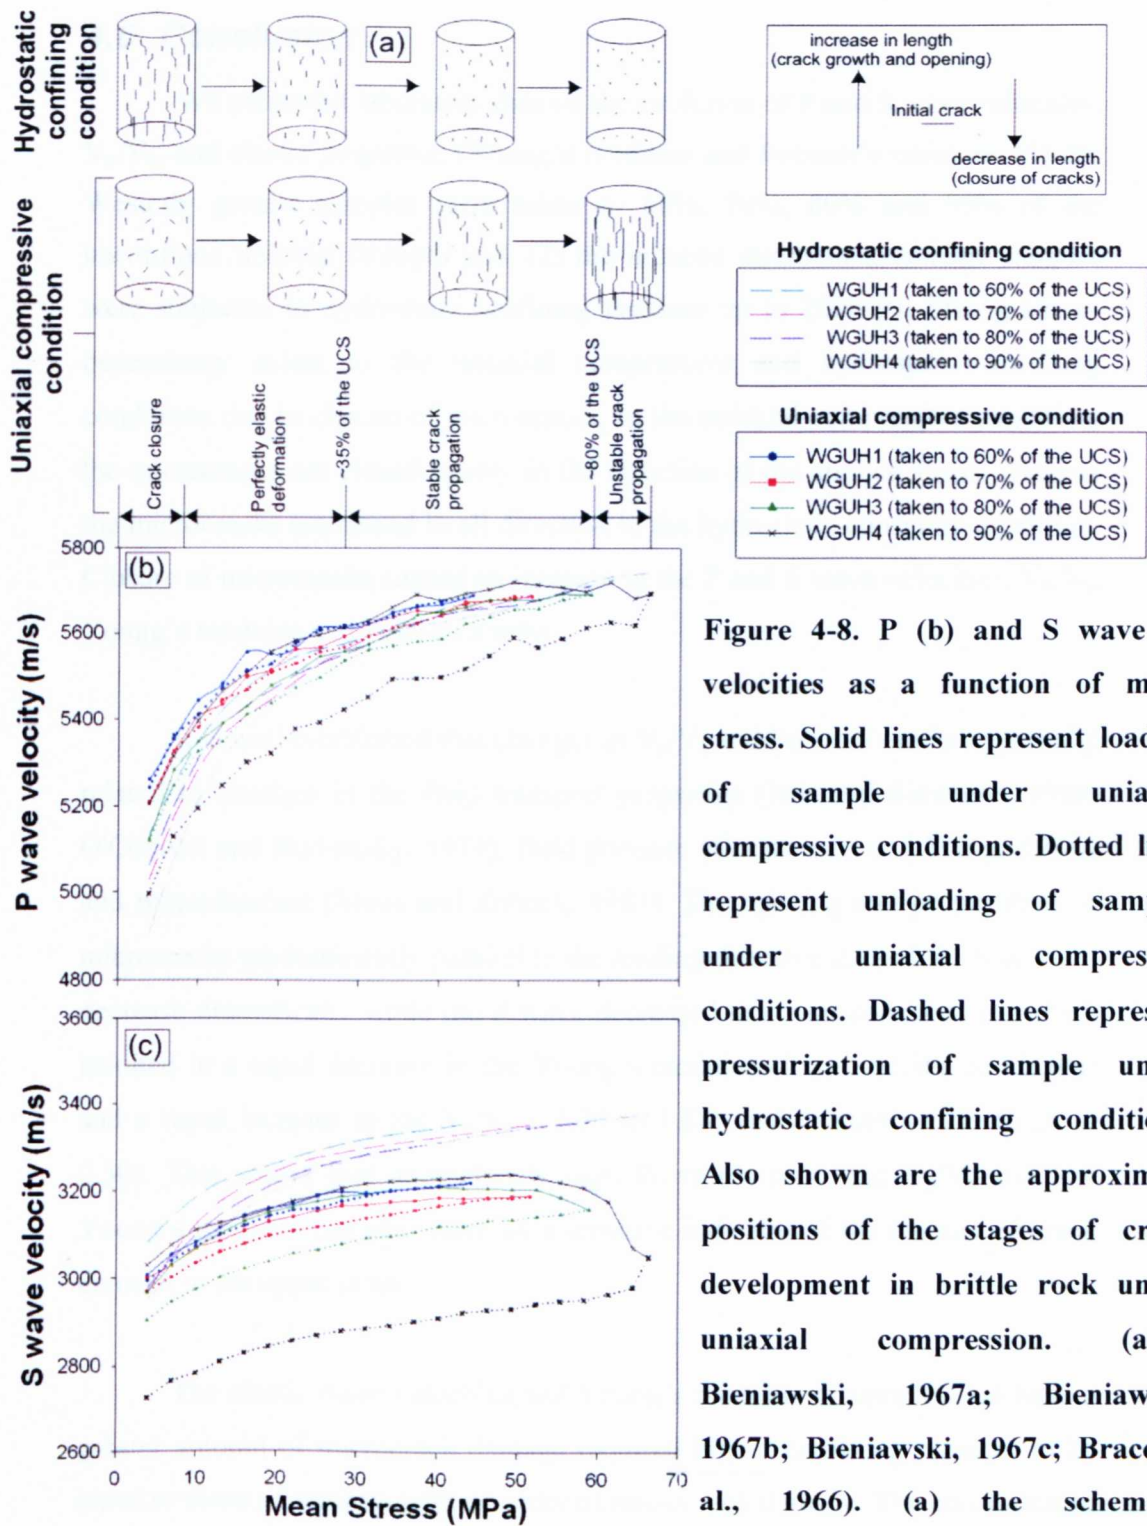 Hydrostatic
confining
condition
(a)
increase in length
(crack growth and opening)
Initial crack
decrease in length
(closure of cracks)
Uniaxial compressive
condition
Crack closure
Perfectly elastic
deformation
~35% of the UCS
Stable crack
propagation
~80% of the UCS
Unstable crack
propagation
Hydrostatic confining condition
WGUH1 (taken to 60% of the UCS)
WGUH2 (taken to 70% of the UCS)
WGUH3 (taken to 80% of the UCS)
WGUH4 (taken to 90% of the UCS)
Uniaxial compressive condition
WGUH1 (taken to 60% of the UCS)
WGUH2 (taken to 70% of the UCS)
WGUH3 (taken to 80% of the UCS)
WGUH4 (taken to 90% of the UCS)
(b)
P wave velocity (m/s)
5800
5600
5400
5200
5000
4800
(c)
S wave velocity (m/s)
3600
3400
3200
3000
2800
2600
0 10 20 30 40 50 60 70
Mean Stress (MPa)
Figure 4-8. P (b) and S wave
velocities as a function of m
stress. Solid lines represent load
of sample under unia
compressive conditions. Dotted l
represent unloading of sam
under uniaxial compres
conditions. Dashed lines repres
pressurization of sample un
hydrostatic confining conditio
Also shown are the approxim
positions of the stages of cr
development in brittle rock un
uniaxial compression. (a
Bieniawski, 1967a; Bieniaw
1967b; Bieniawski, 1967c; Brac
al., 1966). (a) the schem